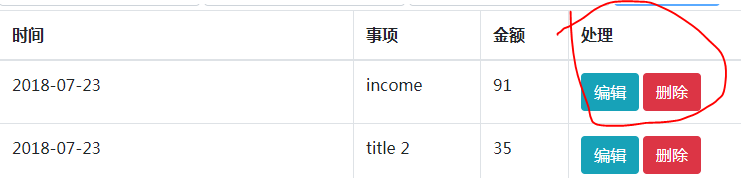 时间 事项 金额 处理
2018-07-23 income 91 编辑 删除
2018-07-23 title 2 35 编辑 删除